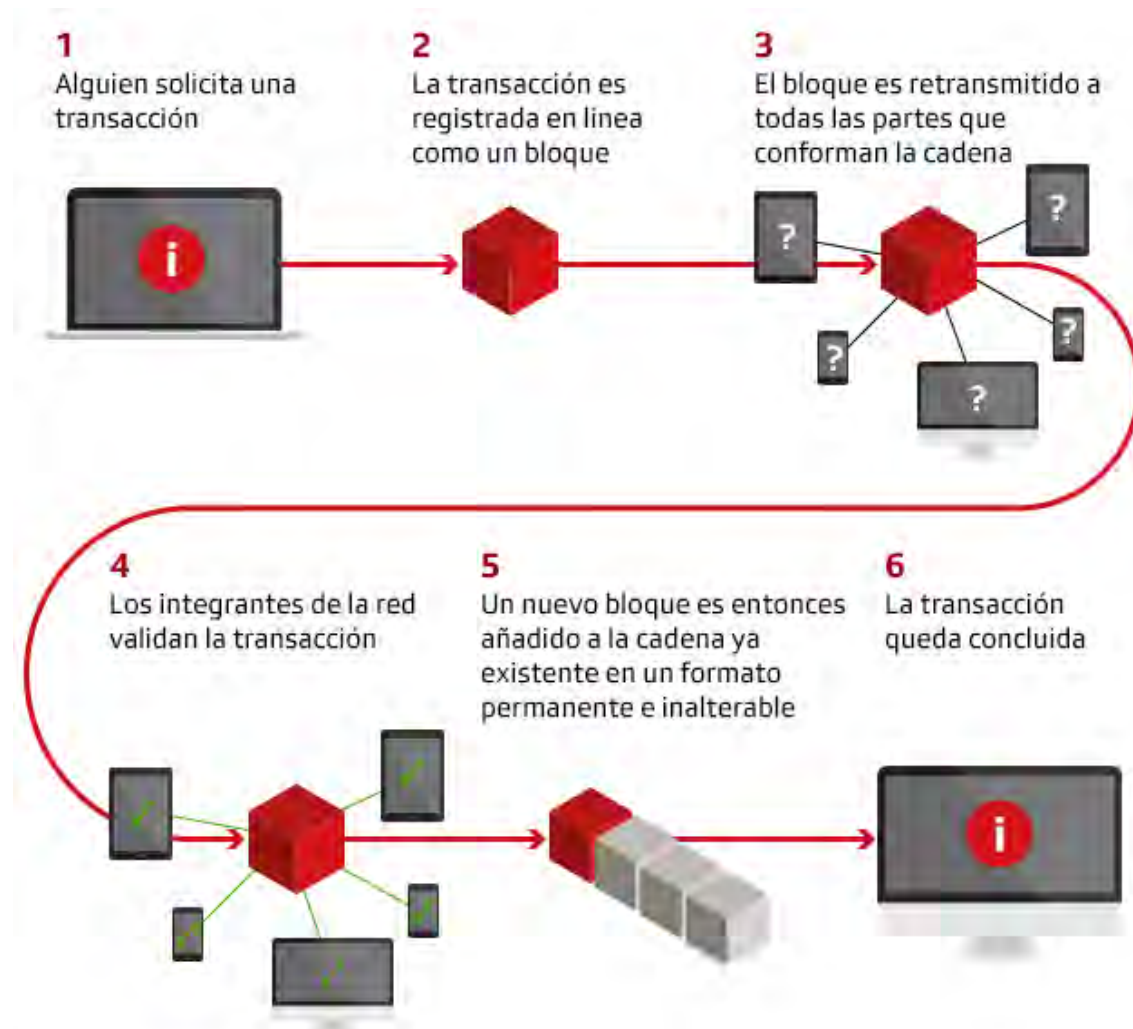 1
Alguien solicita una
transacción
2
La transacción es
registrada en linea
como un bloque
3
El bloque es retransmitido a
todas las partes que
conforman la cadena
i
?
?
?
?
?
4
Los integrantes de la red
validan la transacción
5
Un nuevo bloque es entonces
añadido a la cadena ya
existente en un formato
permanente e inalterable
6
La transacción
queda concluida
i